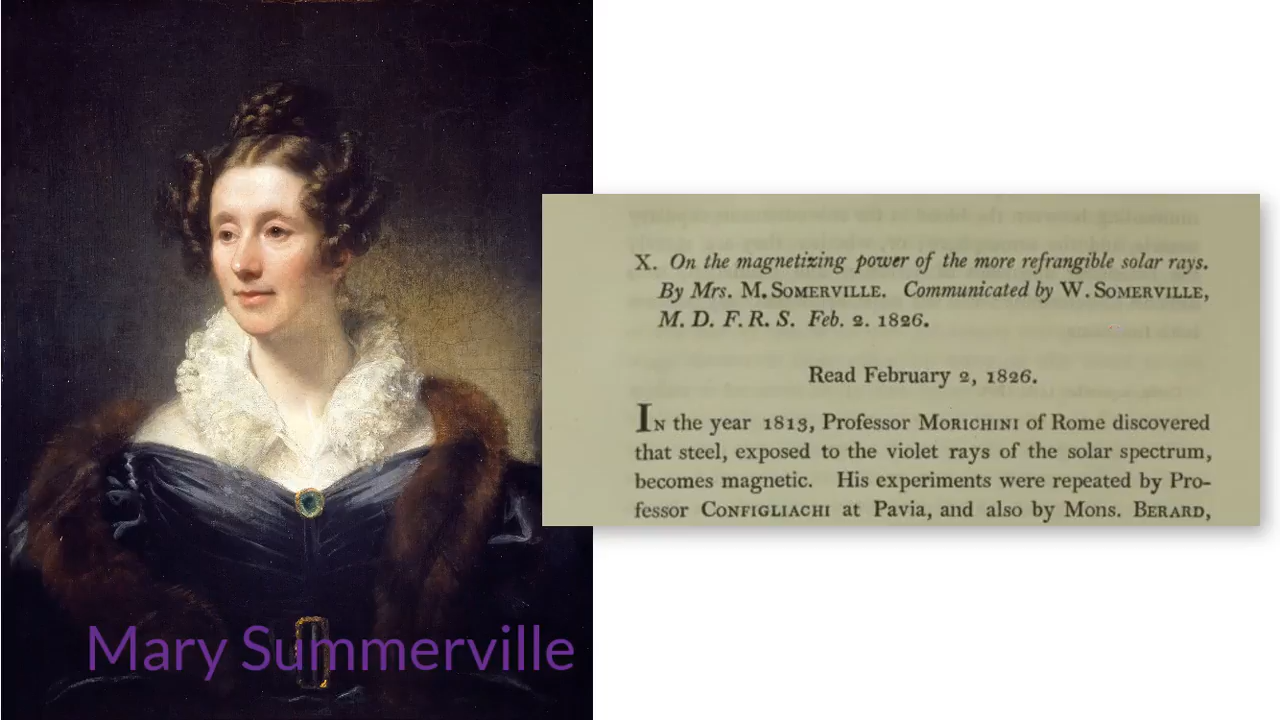 X. On the magnetizing power of the more refrangible solar rays.
By Mrs. M. SOMERVILLE. Communicated by W. SOMERVILLE,
M. D. F. R. S. Feb. 2. 1826.
Read February 2, 1826.
IN the year 1813, Professor MORICHINI of Rome discovered
that steel, exposed to the violet rays of the solar spectrum,
becomes magnetic. His experiments were repeated by Pro-
fessor CONFIGLIACHI at Pavia, and also by Mons. BERARD,
Mary Summerville